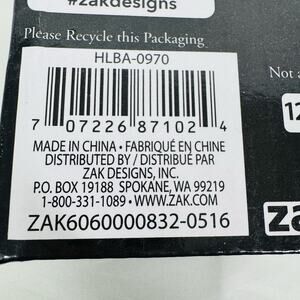 #zakdesigns
Please Recycle this Packaging
HLBA-0970
Not a
7 07226 87102 4
12
MADE IN CHINA • FABRIQUÉ EN CHINE
DISTRIBUTED BY / DISTRIBUÉ PAR
ZAK DESIGNS, INC.
P.O. BOX 19188 SPOKANE, WA 99219
1-800-331-1089 • WWW.ZAK.COM
ZAK6060000832-0516
za